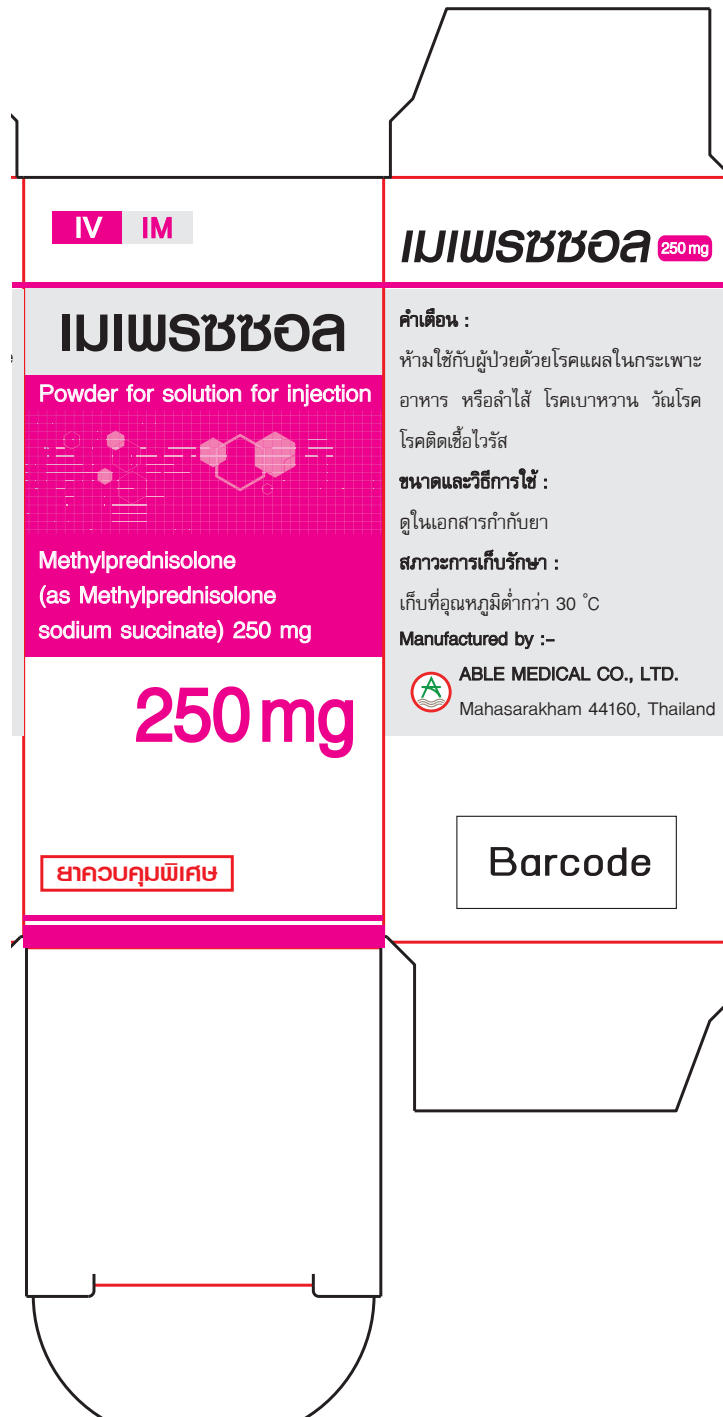 IV IM
เมเพรซซอล
Powder for solution for injection
Methylprednisolone
(as Methylprednisolone
sodium succinate) 250 mg
250 mg
ยาควบคุมพิเศษ
เมเพรซซอล 250 mg
คำเตือน :
ห้ามใช้กับผู้ป่วยด้วยโรคแผลในกระเพาะ
อาหาร หรือลำไส้ โรคเบาหวาน วัณโรค
โรคติดเชื้อไวรัส
ขนาดและวิธีการใช้ :
ดูในเอกสารกำกับยา
สภาวะการเก็บรักษา :
เก็บที่อุณหภูมิต่ำกว่า 30 °C
Manufactured by :-
ABLE MEDICAL CO., LTD.
Mahasarakham 44160, Thailand
Barcode